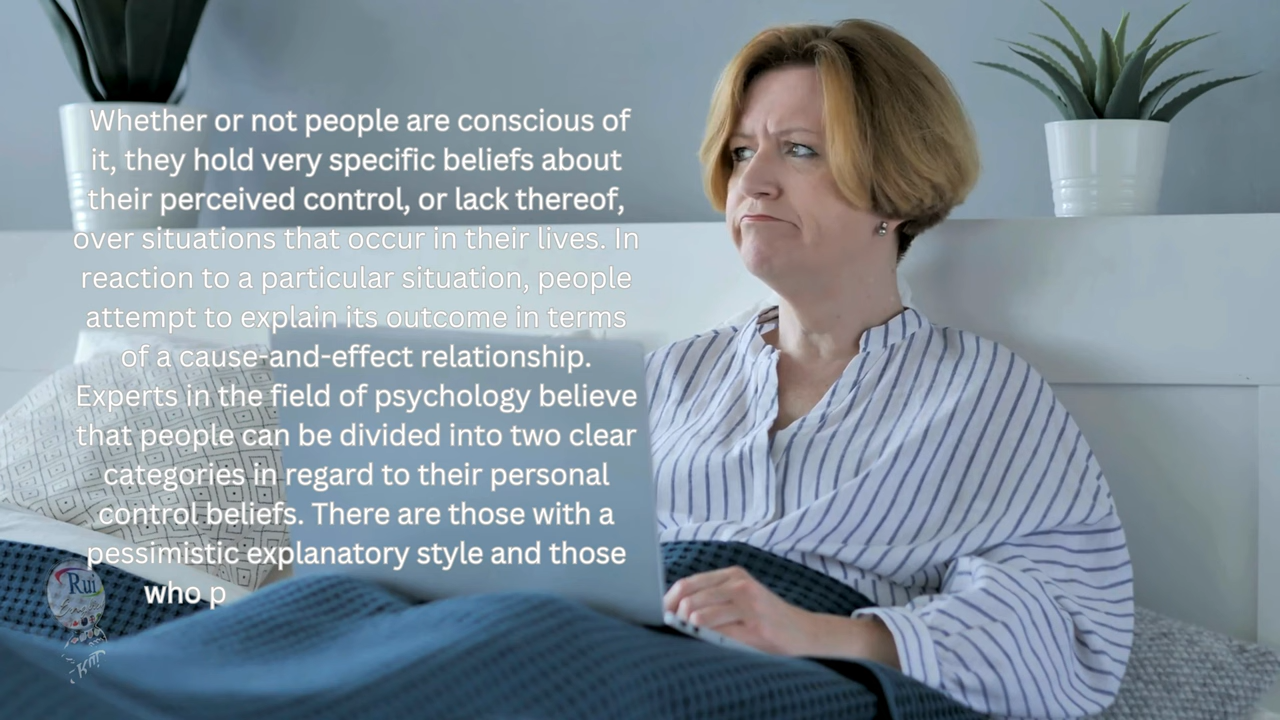 Whether or not people are conscious of
it, they hold very specific beliefs about
their perceived control, or lack thereof,
over situations that occur in their lives. In
reaction to a particular situation, people
attempt to explain its outcome in terms
of a cause-and-effect relationship.
Experts in the field of psychology believe
that people can be divided into two clear
categories in regard to their personal
control beliefs. There are those with a
pessimistic explanatory style and those
who p
Rui